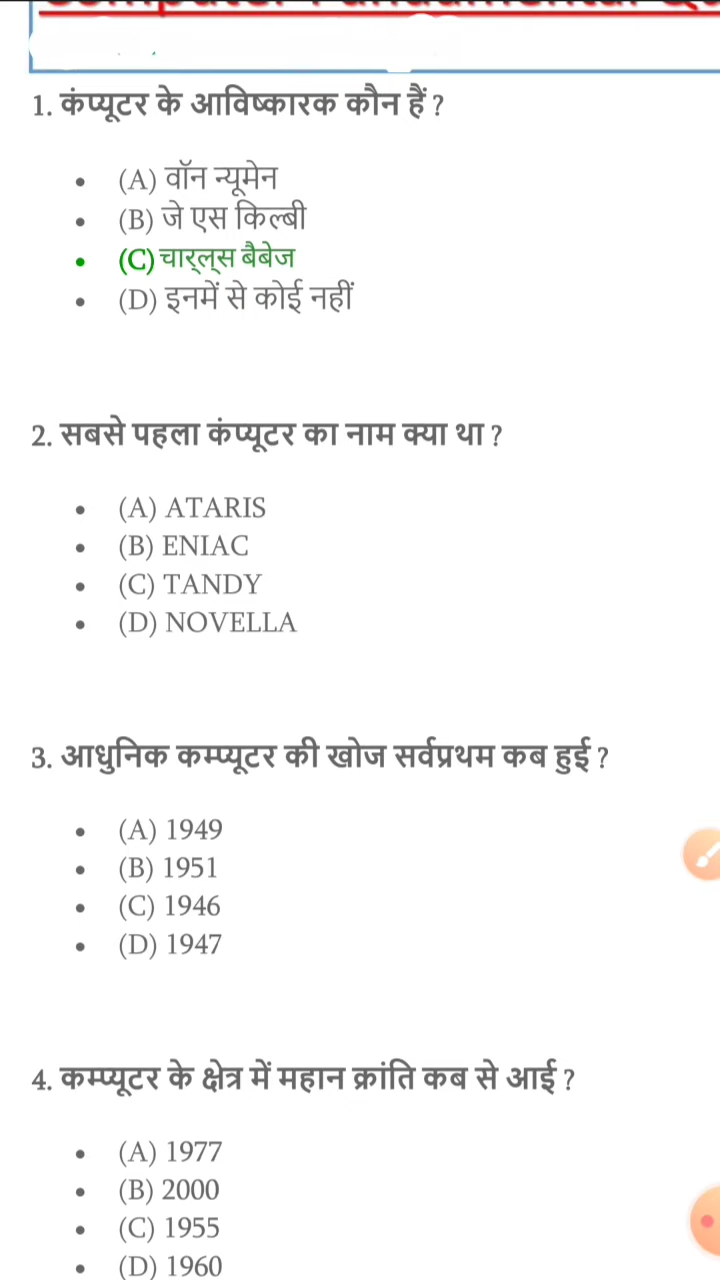 1. कंप्यूटर के आविष्कारक कौन हैं ?
• (A) वॉन न्यूमेन
• (B) जे एस किल्बी
• (C) चार्ल्स बैबेज
• (D) इनमें से कोई नहीं
2. सबसे पहला कंप्यूटर का नाम क्या था ?
• (A) ATARIS
• (B) ENIAC
• (C) TANDY
• (D) NOVELLA
3. आधुनिक कम्प्यूटर की खोज सर्वप्रथम कब हुई ?
• (A) 1949
• (B) 1951
• (C) 1946
• (D) 1947
4. कम्प्यूटर के क्षेत्र में महान क्रांति कब से आई ?
• (A) 1977
• (B) 2000
• (C) 1955
• (D) 1960